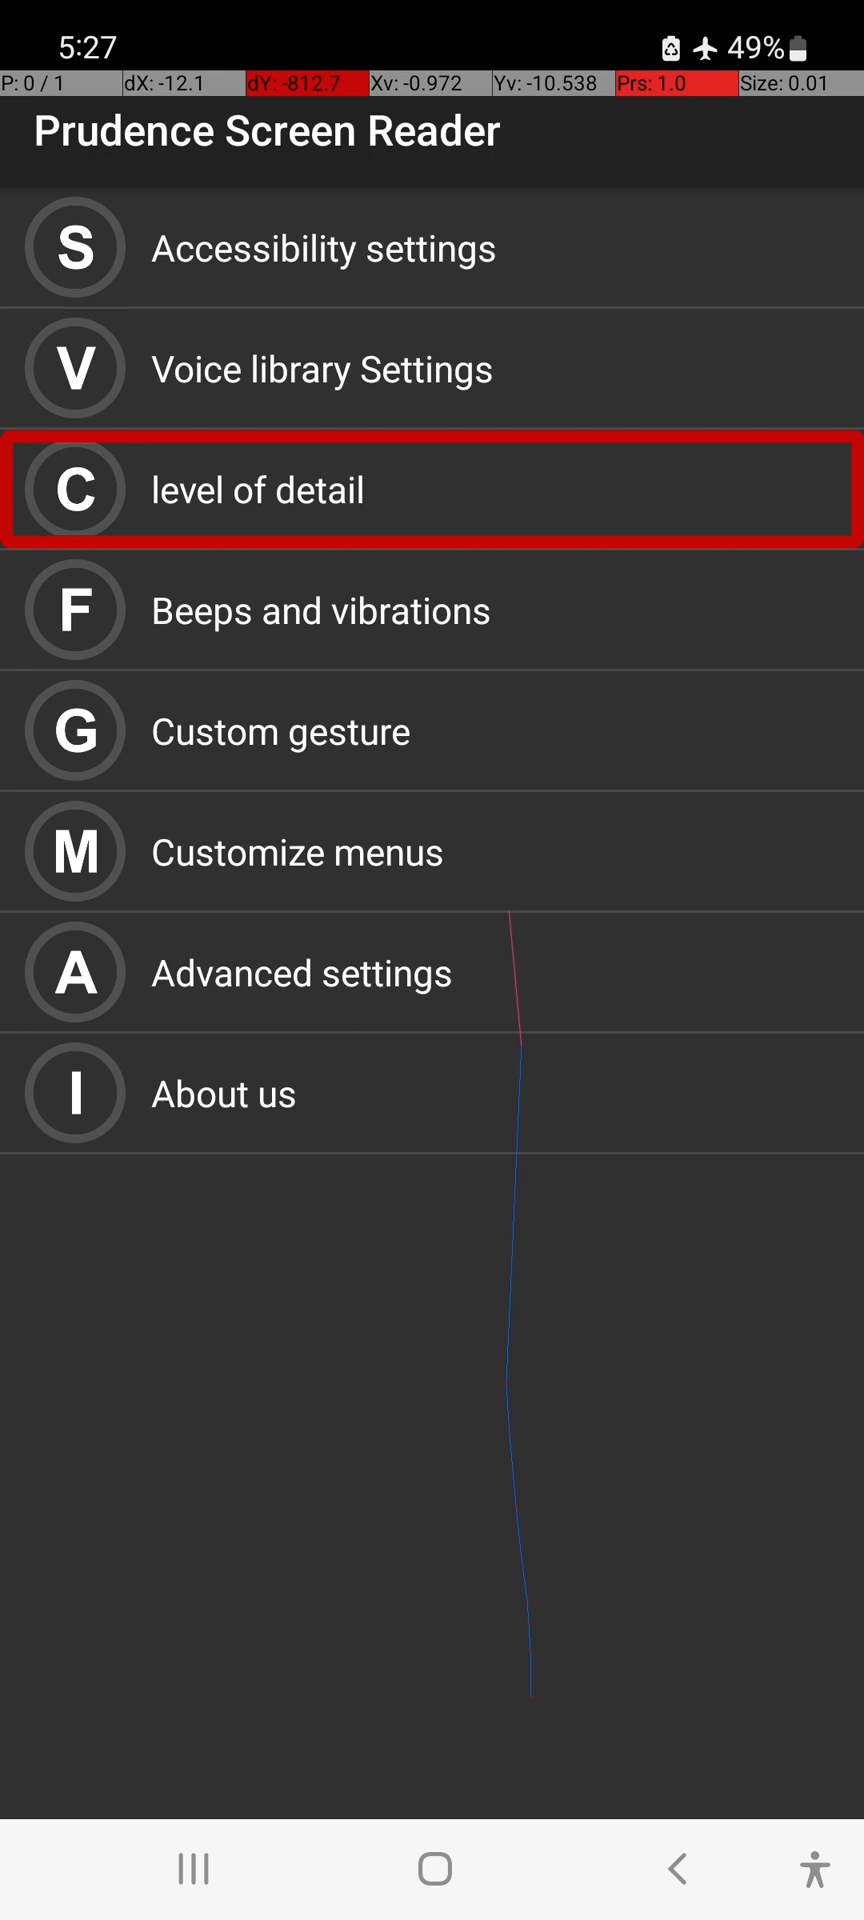 5:27
49%
P: 0 / 1 dX: -12.1 dY: -812.7 Xv: -0.972 Yv: -10.538 Prs: 1.0 Size: 0.01
Prudence Screen Reader
S Accessibility settings
V Voice library Settings
C level of detail
F Beeps and vibrations
G Custom gesture
M Customize menus
A Advanced settings
I About us